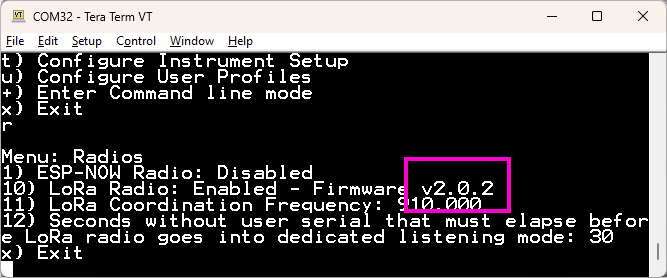 COM32 - Tera Term VT
File Edit Setup Control Window Help
t) Configure Instrument Setup
u) Configure User Profiles
+) Enter Command line mode
x) Exit
r
Menu: Radios
1) ESP-NOW Radio: Disabled
10) LoRa Radio: Enabled - Firmware v2.0.2
11) LoRa Coordination Frequency: 910.000
12) Seconds without user serial that must elapse befor
e LoRa radio goes into dedicated listening mode: 30
x) Exit